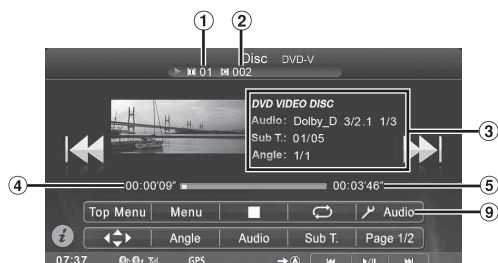 1 2
Disc DVD-V
T 01 C 002
DVD VIDEO DISC
Audio: Dolby_D 3/2.1 1/3
Sub T.: 01/05
Angle: 1/1
3
4 00:00'09" 00:03'46" 5
Top Menu Menu Audio 9
i Angle Audio Sub T. Page 1/2
07:37 GPS A